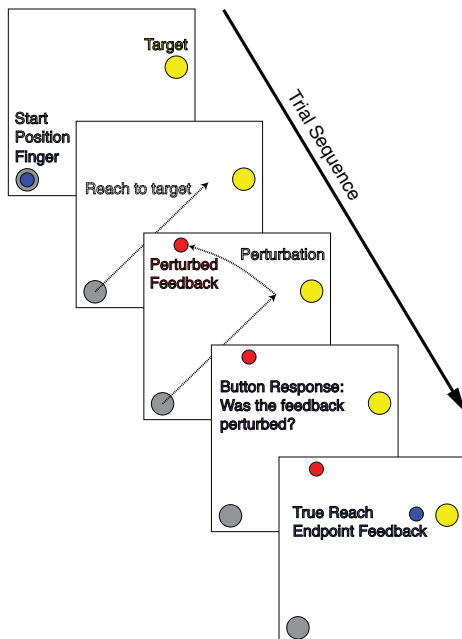 Target
Start
Position
Finger
Trial Sequence
Reach to target
Perturbation
Perturbed
Feedback
Button Response:
Was the feedback
perturbed?
True Reach
Endpoint Feedback